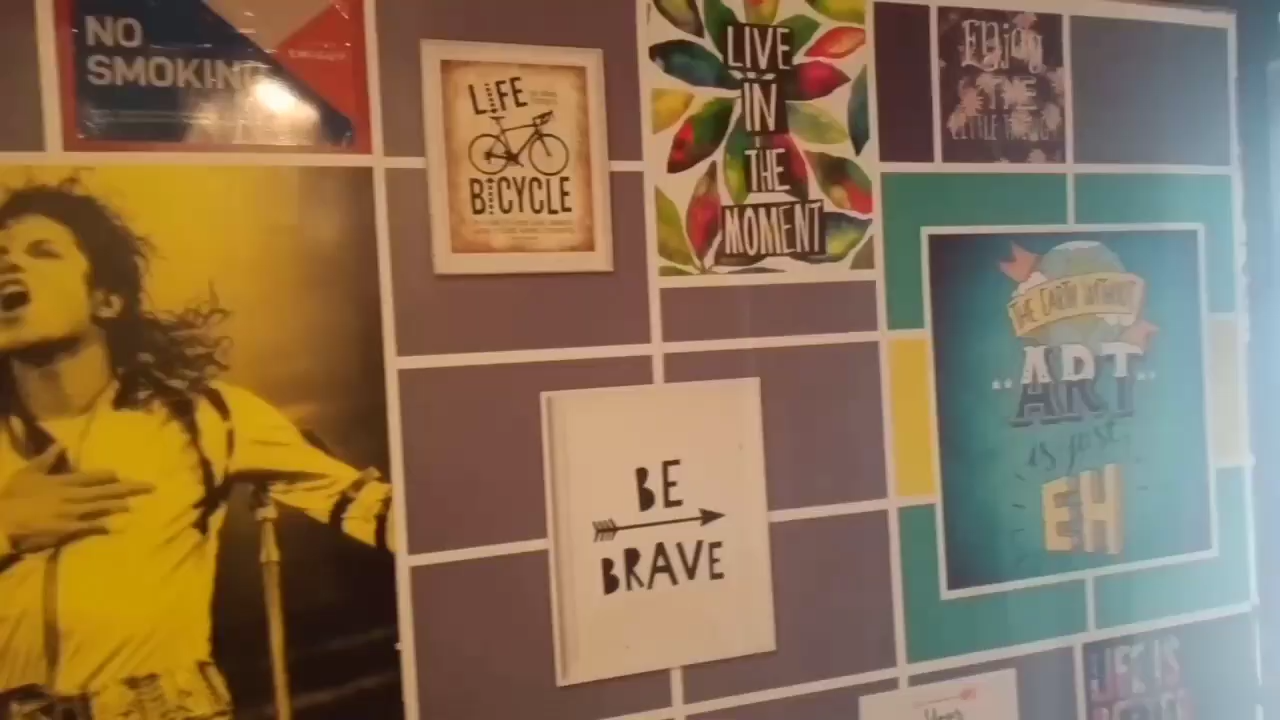 NO
SMOKING
LiFE
BiCYCLE
LIVE
IN
THE
MOMENT
Enjoy
THE
LITTLE THINGS
THE EARTH WITHOUT
"ART"
is just
EH
BE
BRAVE
LIFE IS